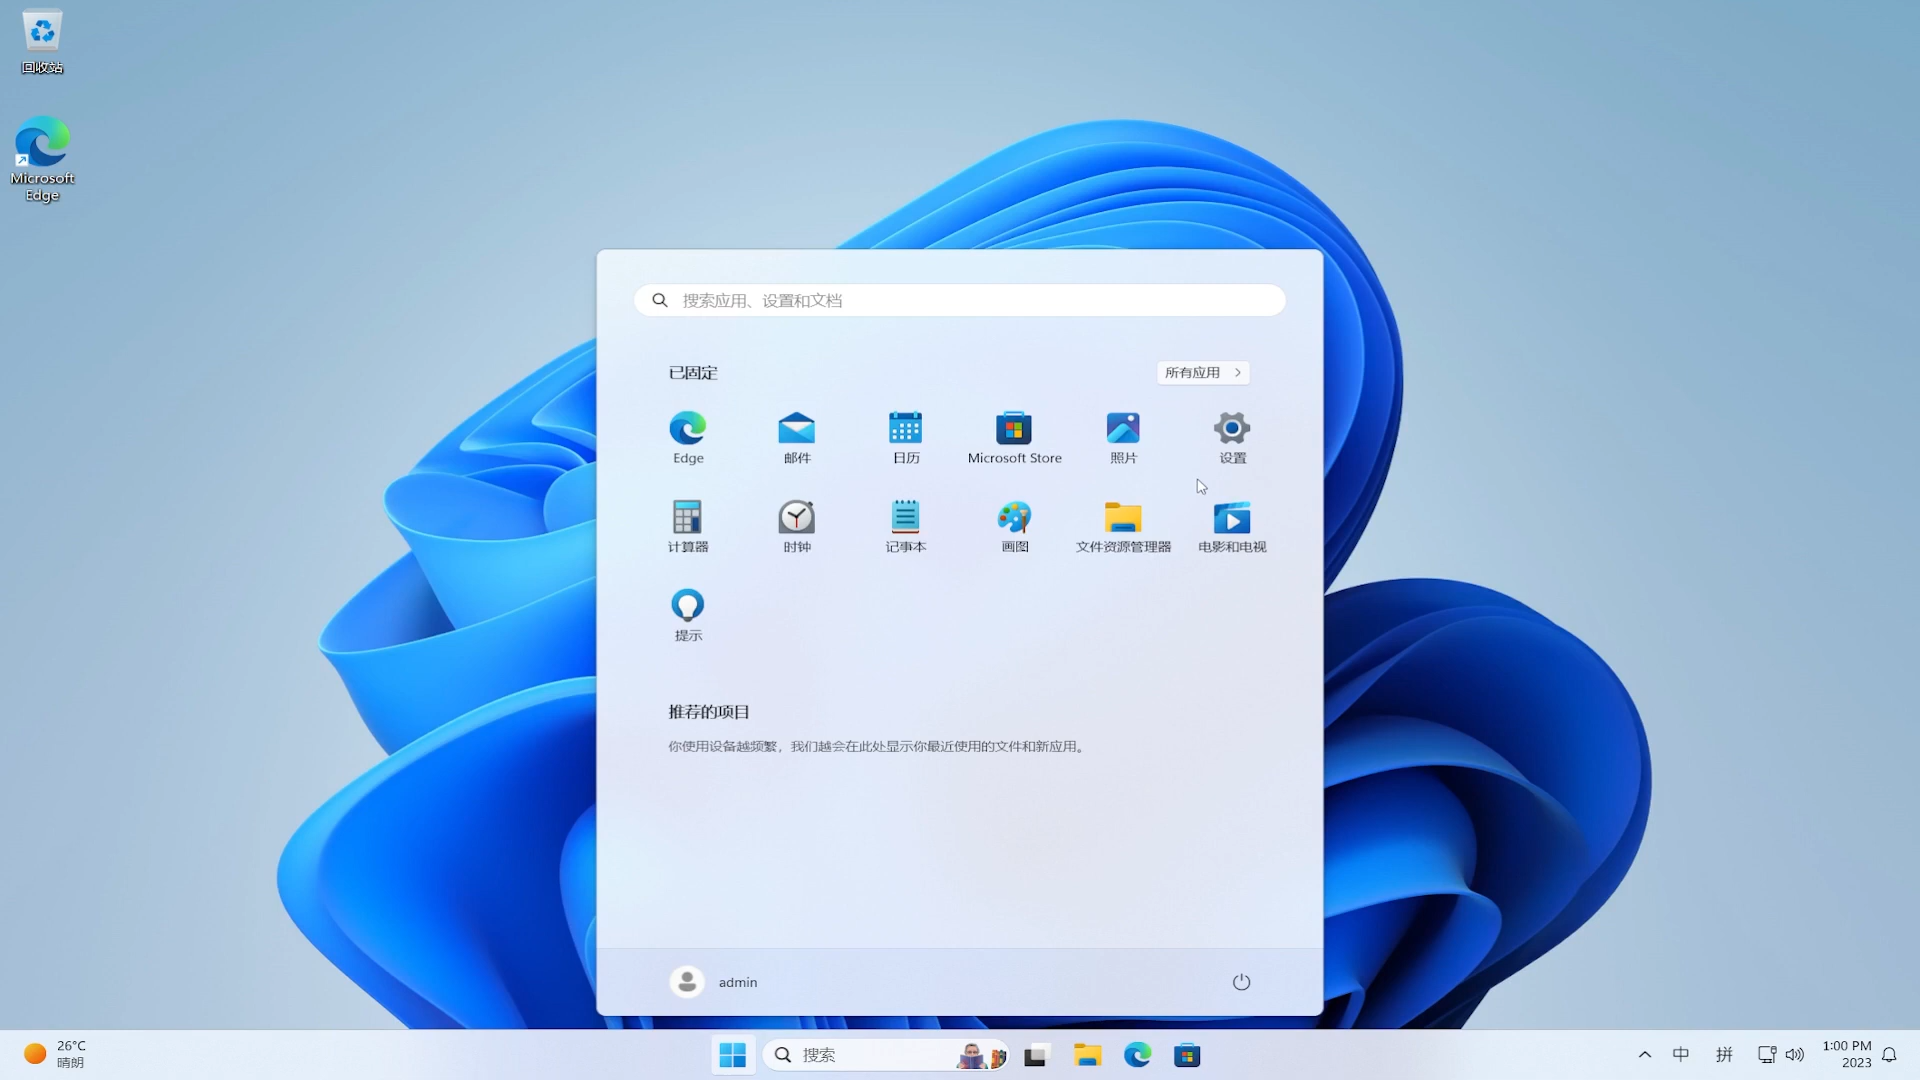 回收站
Microsoft
Edge
搜索应用、设置和文档
已固定
所有应用
Edge
邮件
日历
Microsoft Store
照片
设置
计算器
时钟
记事本
画图
文件资源管理器
电影和电视
提示
推荐的项目
你使用设备越频繁，我们越会在此处显示你最近使用的文件和新应用。
admin
26°C
晴朗
搜索
中
拼
1:00 PM
2023